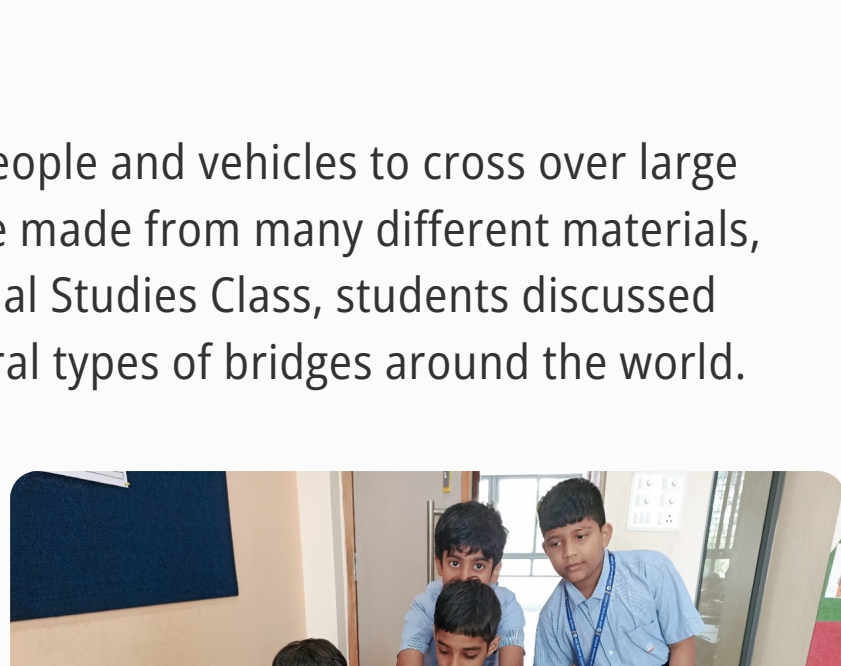 eople and vehicles to cross over large
e made from many different materials,
al Studies Class, students discussed
ral types of bridges around the world.